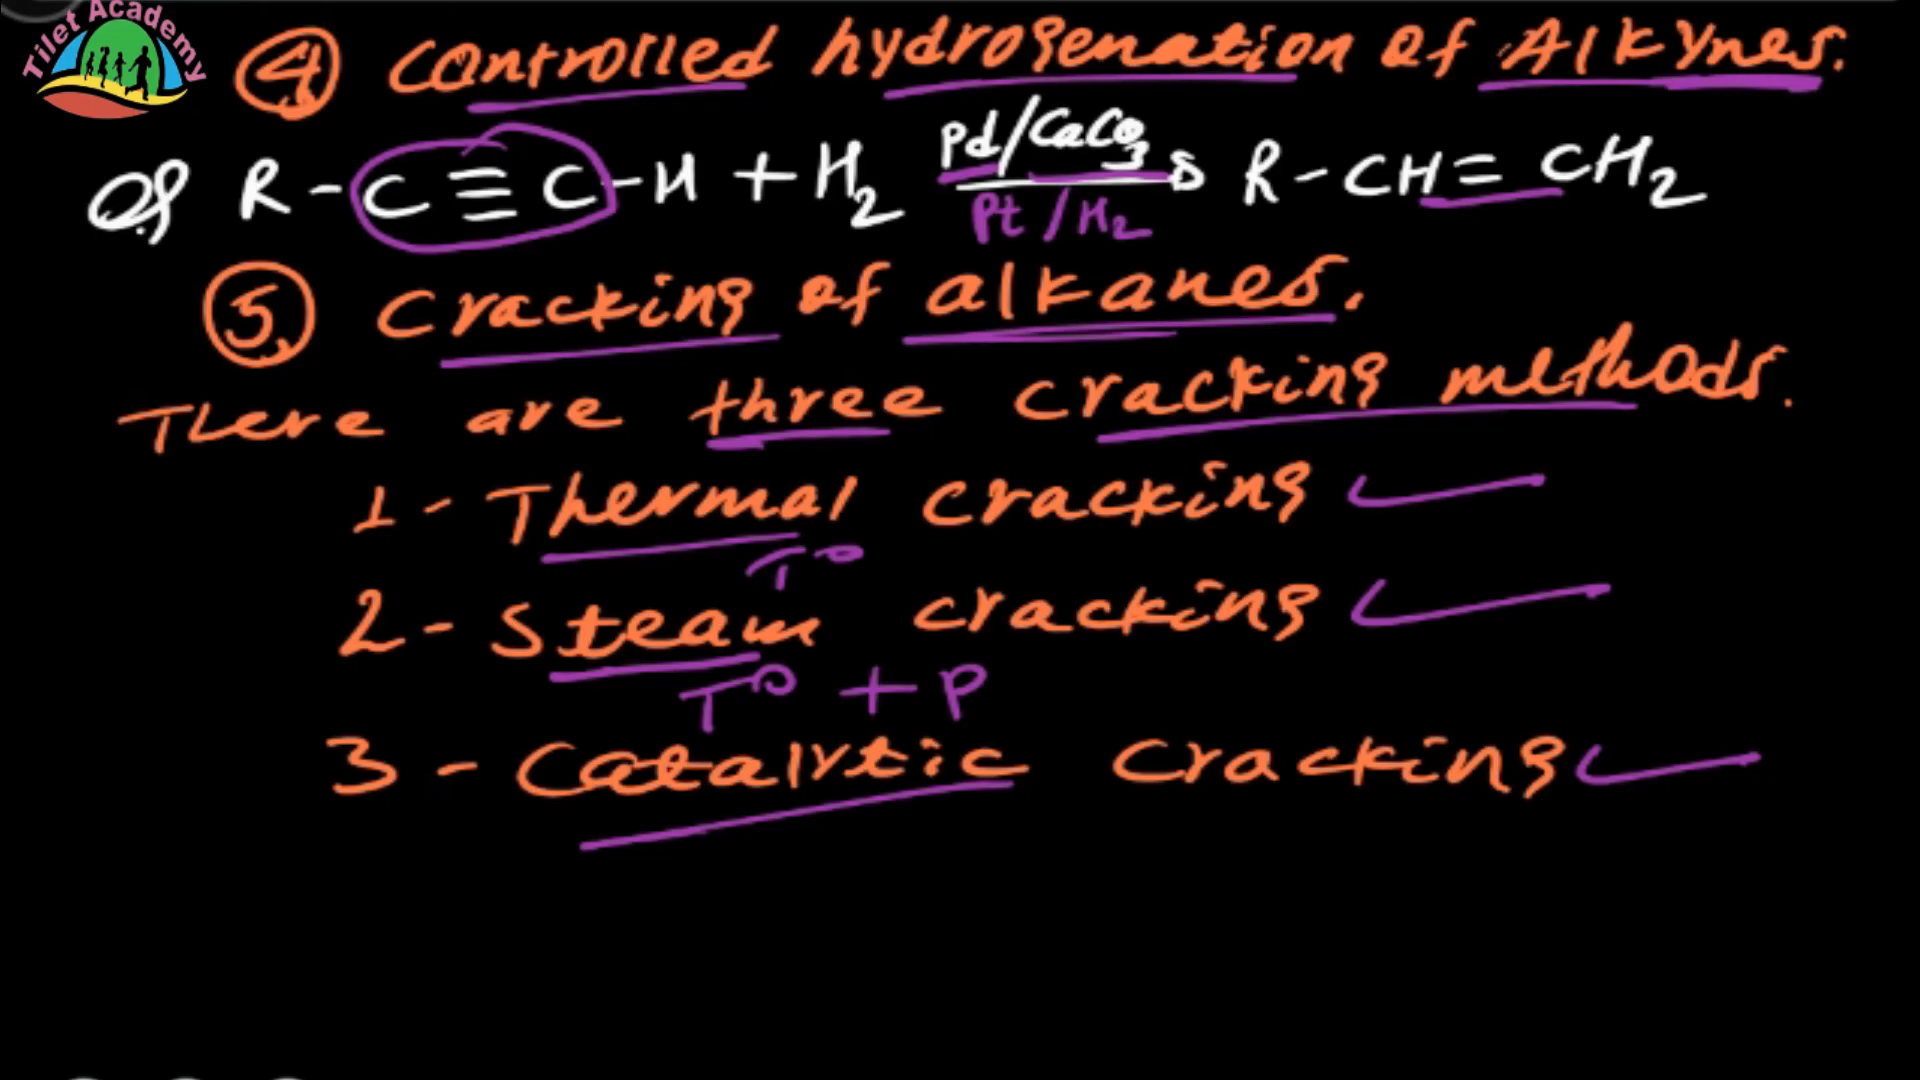 Tilet Academy
4. Controlled hydrogenation of Alkynes.
R-C≡C-H + H2 Pd/CaCO3 Pt/H2 R-CH=CH2
5. Cracking of alkanes.
There are three cracking methods.
1- Thermal cracking
T°
2- Steam cracking
T° + P
3- Catalytic cracking